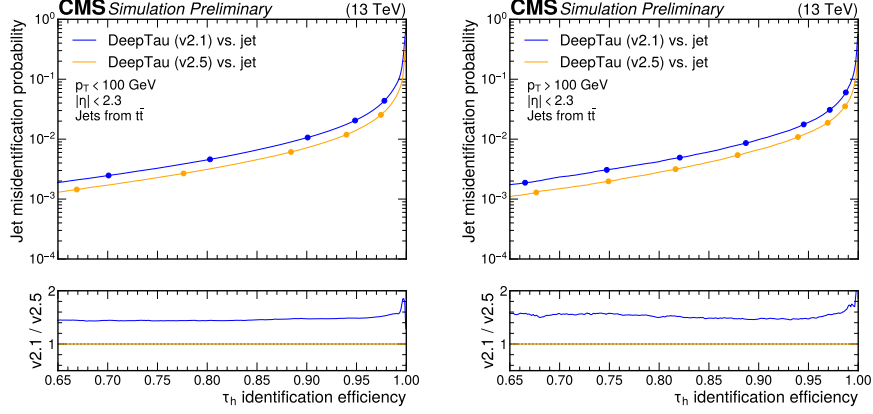 CMS Simulation Preliminary (13 TeV)
Jet misidentification probability
10⁰
10⁻¹
10⁻²
10⁻³
10⁻⁴
DeepTau (v2.1) vs. jet
DeepTau (v2.5) vs. jet
p_T < 100 GeV
|η| < 2.3
Jets from tt̄
v2.1 / v2.5
2
1
0.65 0.70 0.75 0.80 0.85 0.90 0.95 1.00
τ_h identification efficiency
CMS Simulation Preliminary (13 TeV)
Jet misidentification probability
10⁰
10⁻¹
10⁻²
10⁻³
10⁻⁴
DeepTau (v2.1) vs. jet
DeepTau (v2.5) vs. jet
p_T > 100 GeV
|η| < 2.3
Jets from tt̄
v2.1 / v2.5
2
1
0.65 0.70 0.75 0.80 0.85 0.90 0.95 1.00
τ_h identification efficiency